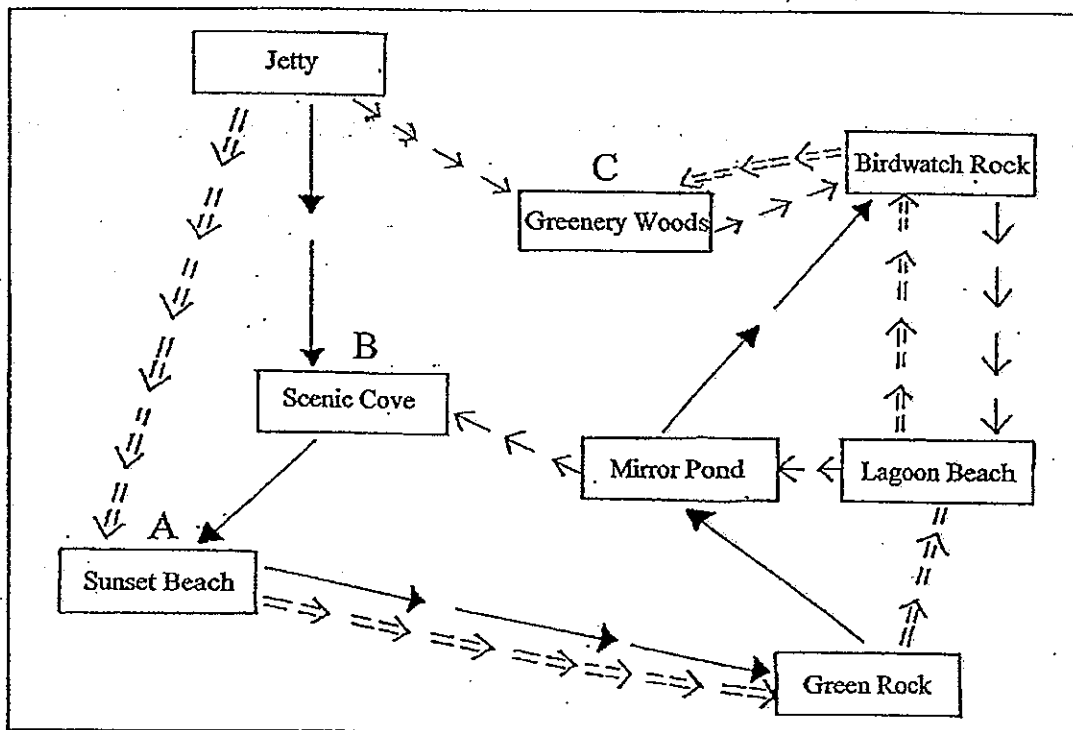 Jetty
C
Birdwatch Rock
Greenery Woods
B
Scenic Cove
Mirror Pond
Lagoon Beach
A
Sunset Beach
Green Rock